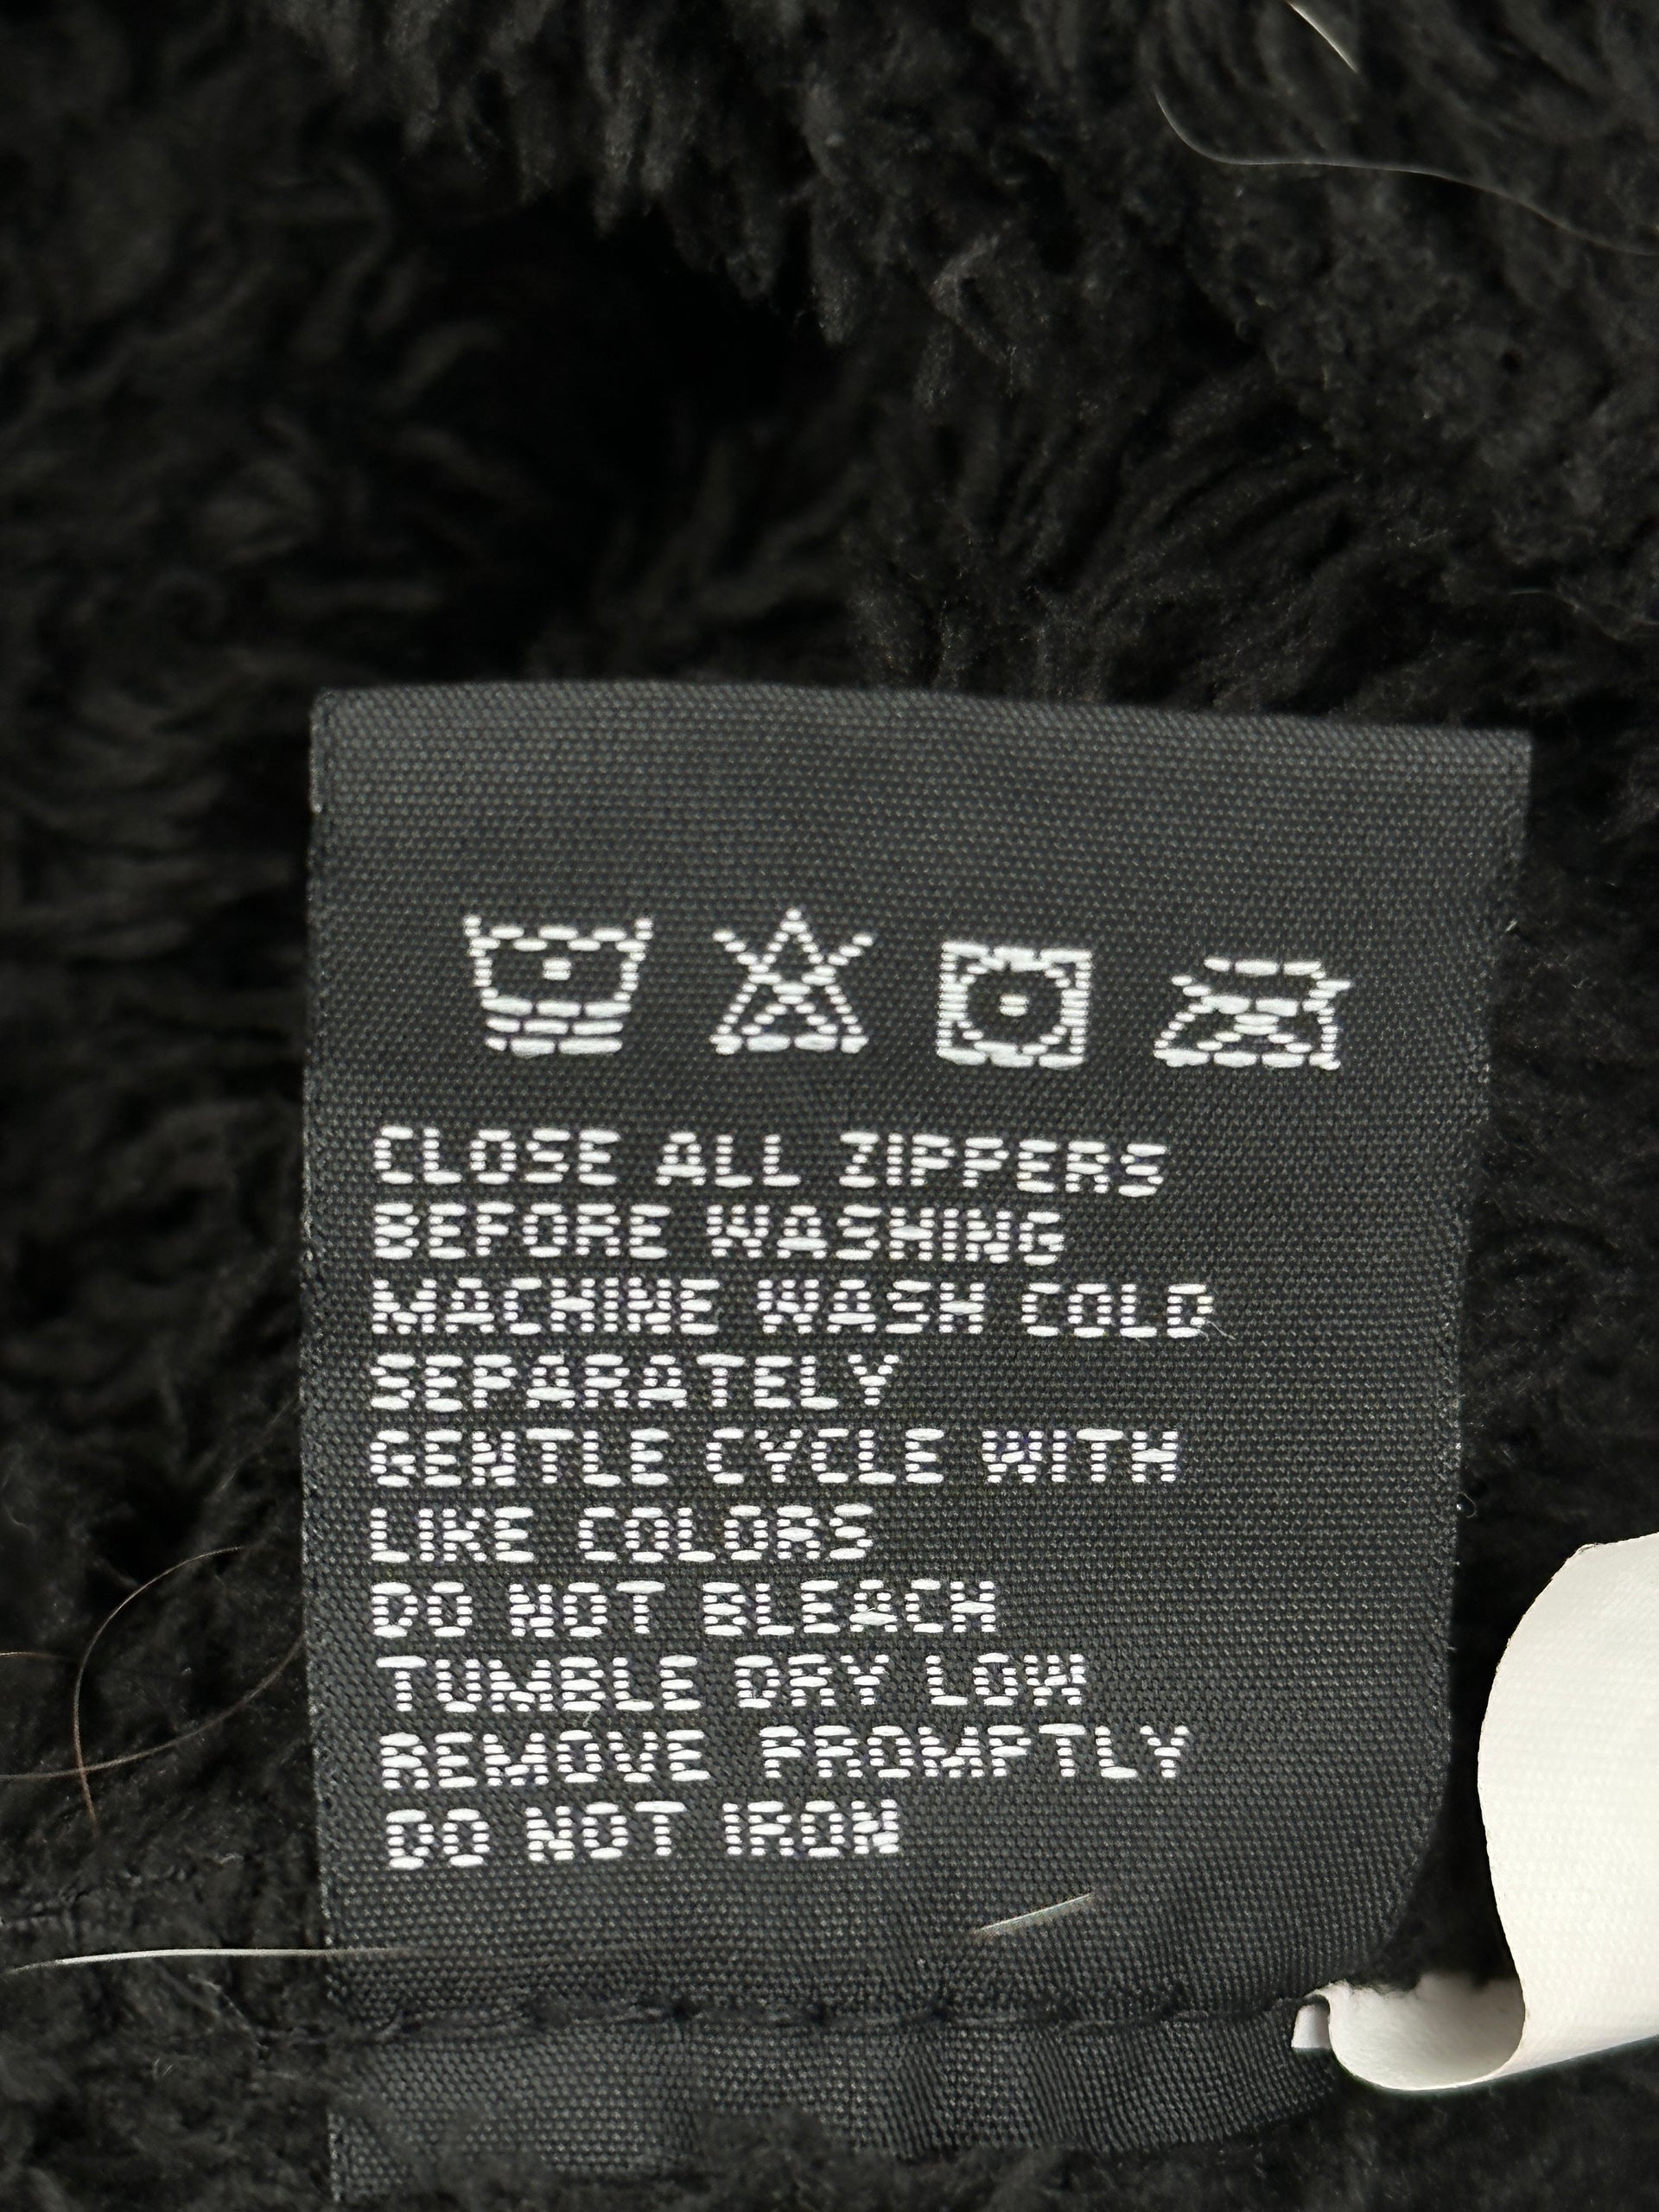 CLOSE ALL ZIPPERS
BEFORE WASHING
MACHINE WASH COLD
SEPARATELY
GENTLE CYCLE WITH
LIKE COLORS
DO NOT BLEACH
TUMBLE DRY LOW
REMOVE PROMPTLY
DO NOT IRON